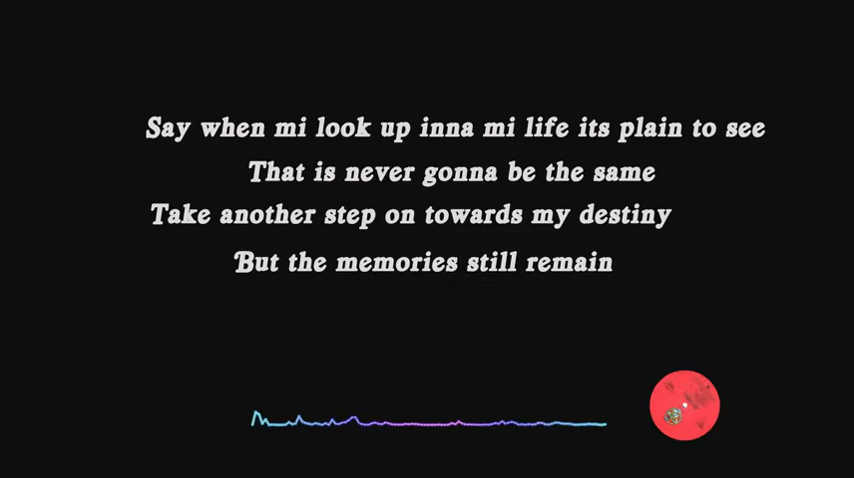 Say when mi look up inna mi life its plain to see
That is never gonna be the same
Take another step on towards my destiny
But the memories still remain